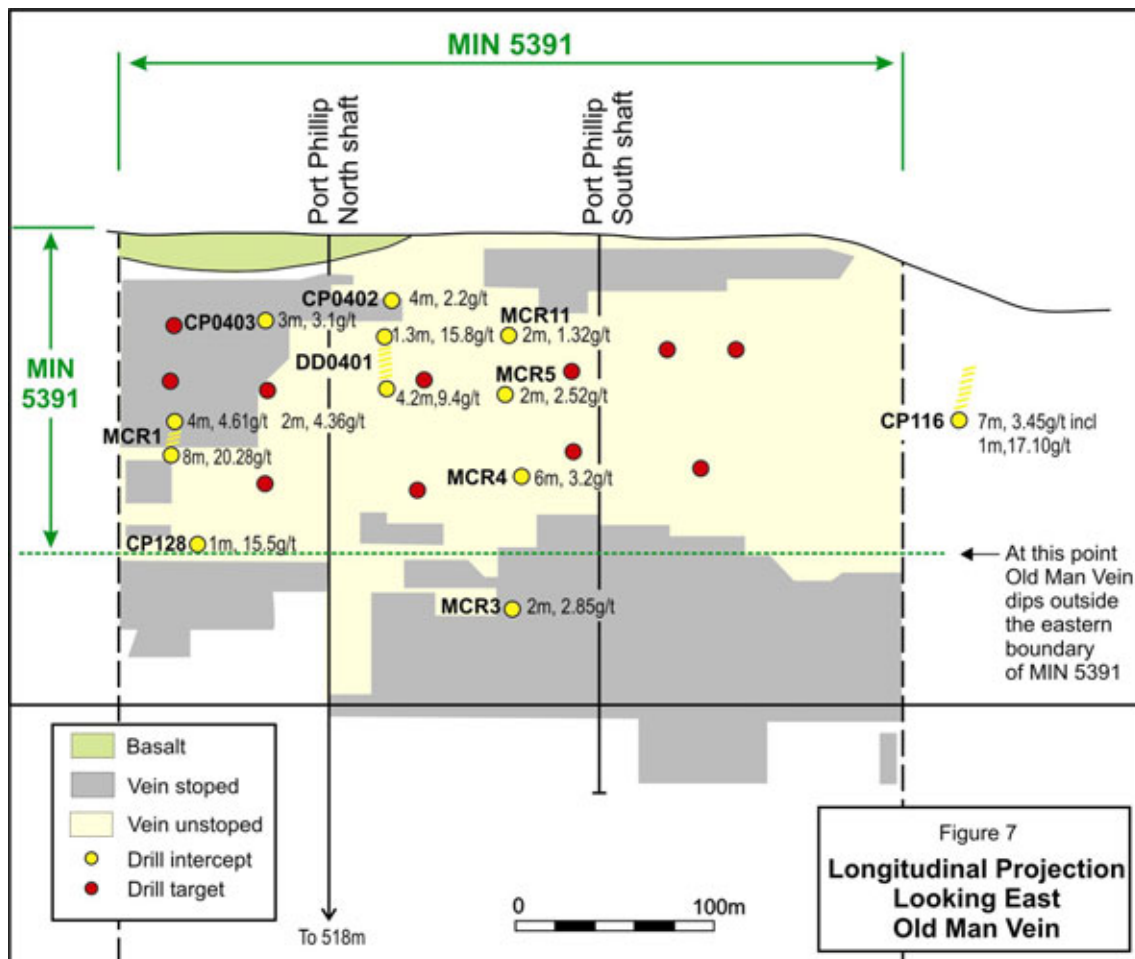 MIN 5391
Port Phillip
North shaft
Port Phillip
South shaft
MIN
5391
CP0402
4m, 2.2g/t
CP0403
3m, 3.1g/t
1.3m, 15.8g/t
MCR11
2m, 1.32g/t
DD0401
4.2m,9.4g/t
MCR5
2m, 2.52g/t
4m, 4.61g/t
2m, 4.36g/t
MCR1
8m, 20.28g/t
CP116
7m, 3.45g/t incl
1m,17.10g/t
MCR4
6m, 3.2g/t
CP128
1m, 15.5g/t
MCR3
2m, 2.85g/t
At this point
Old Man Vein
dips outside
the eastern
boundary
of MIN 5391
Basalt
Vein stoped
Vein unstoped
Drill intercept
Drill target
To 518m
0 100m
Figure 7
Longitudinal Projection
Looking East
Old Man Vein